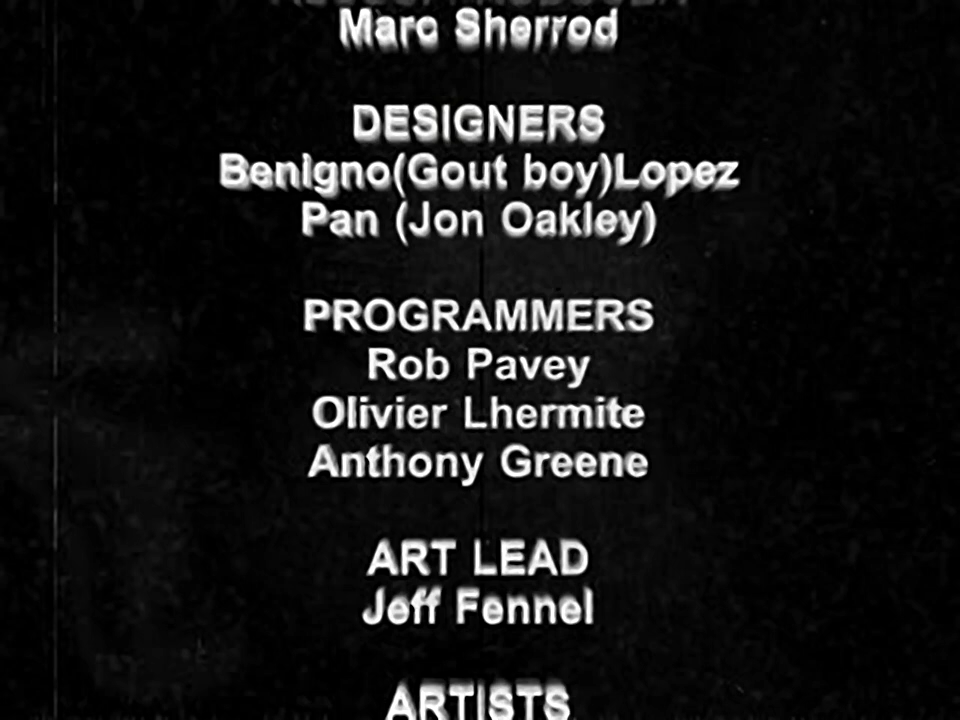 Marc Sherrod
DESIGNERS
Benigno(Gout boy)Lopez
Pan (Jon Oakley)
PROGRAMMERS
Rob Pavey
Olivier Lhermite
Anthony Greene
ART LEAD
Jeff Fennel
ARTISTS